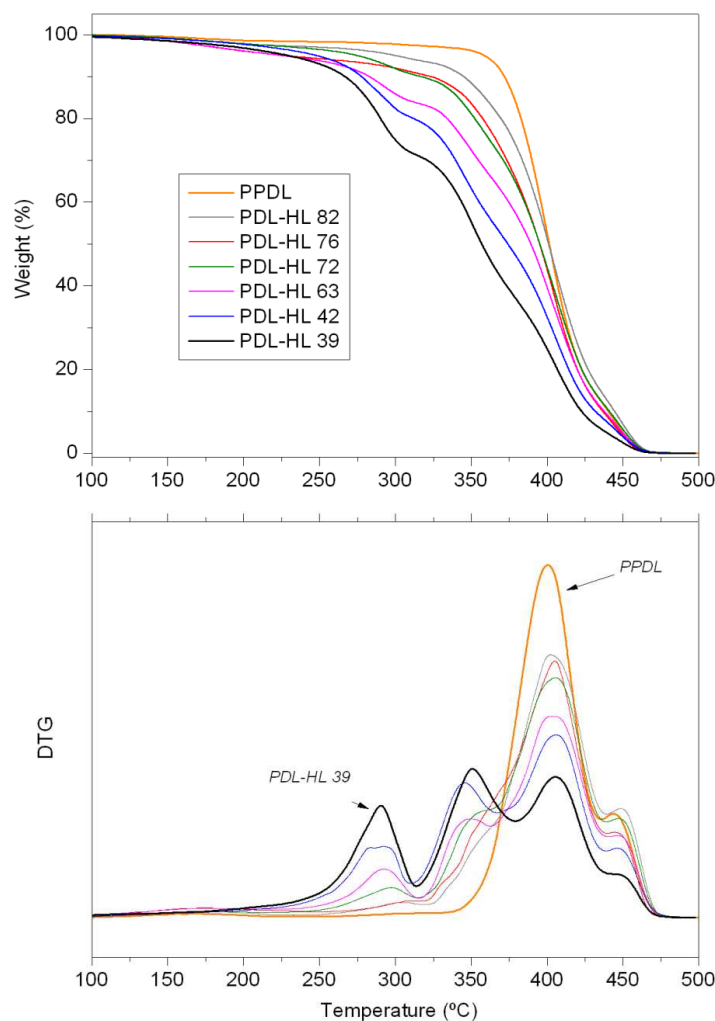 100
80
60
40
20
0
Weight (%)
PPDL
PDL-HL 82
PDL-HL 76
PDL-HL 72
PDL-HL 63
PDL-HL 42
PDL-HL 39
100 150 200 250 300 350 400 450 500
DTG
PPDL
PDL-HL 39
100 150 200 250 300 350 400 450 500
Temperature (ºC)